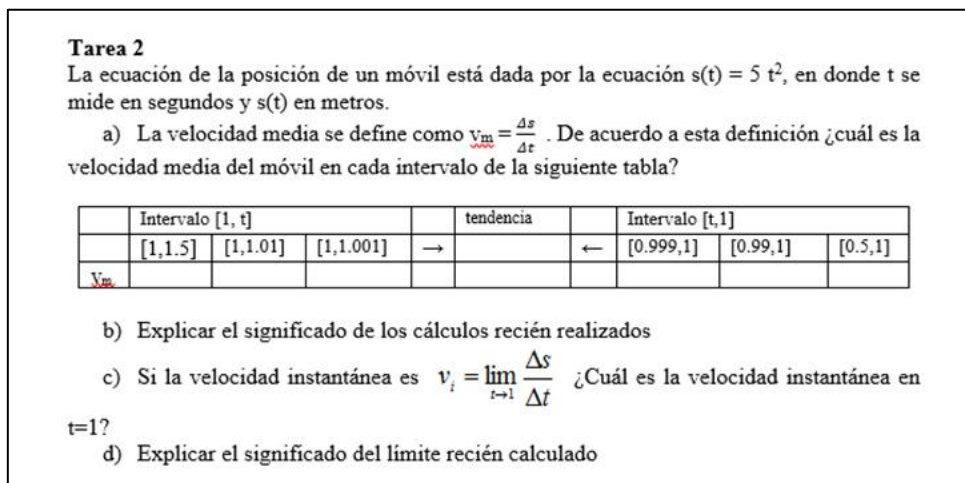 Tarea 2
La ecuación de la posición de un móvil está dada por la ecuación s(t) = 5 t², en donde t se
mide en segundos y s(t) en metros.
a) La velocidad media se define como vm = Δs/Δt . De acuerdo a esta definición ¿cuál es la
velocidad media del móvil en cada intervalo de la siguiente tabla?
Intervalo [1, t] tendencia Intervalo [t,1]
[1,1.5] [1,1.01] [1,1.001] → ← [0.999,1] [0.99,1] [0.5,1]
Vm
b) Explicar el significado de los cálculos recién realizados
c) Si la velocidad instantánea es vᵢ = lim t→1 Δs/Δt ¿Cuál es la velocidad instantánea en
t=1?
d) Explicar el significado del límite recién calculado